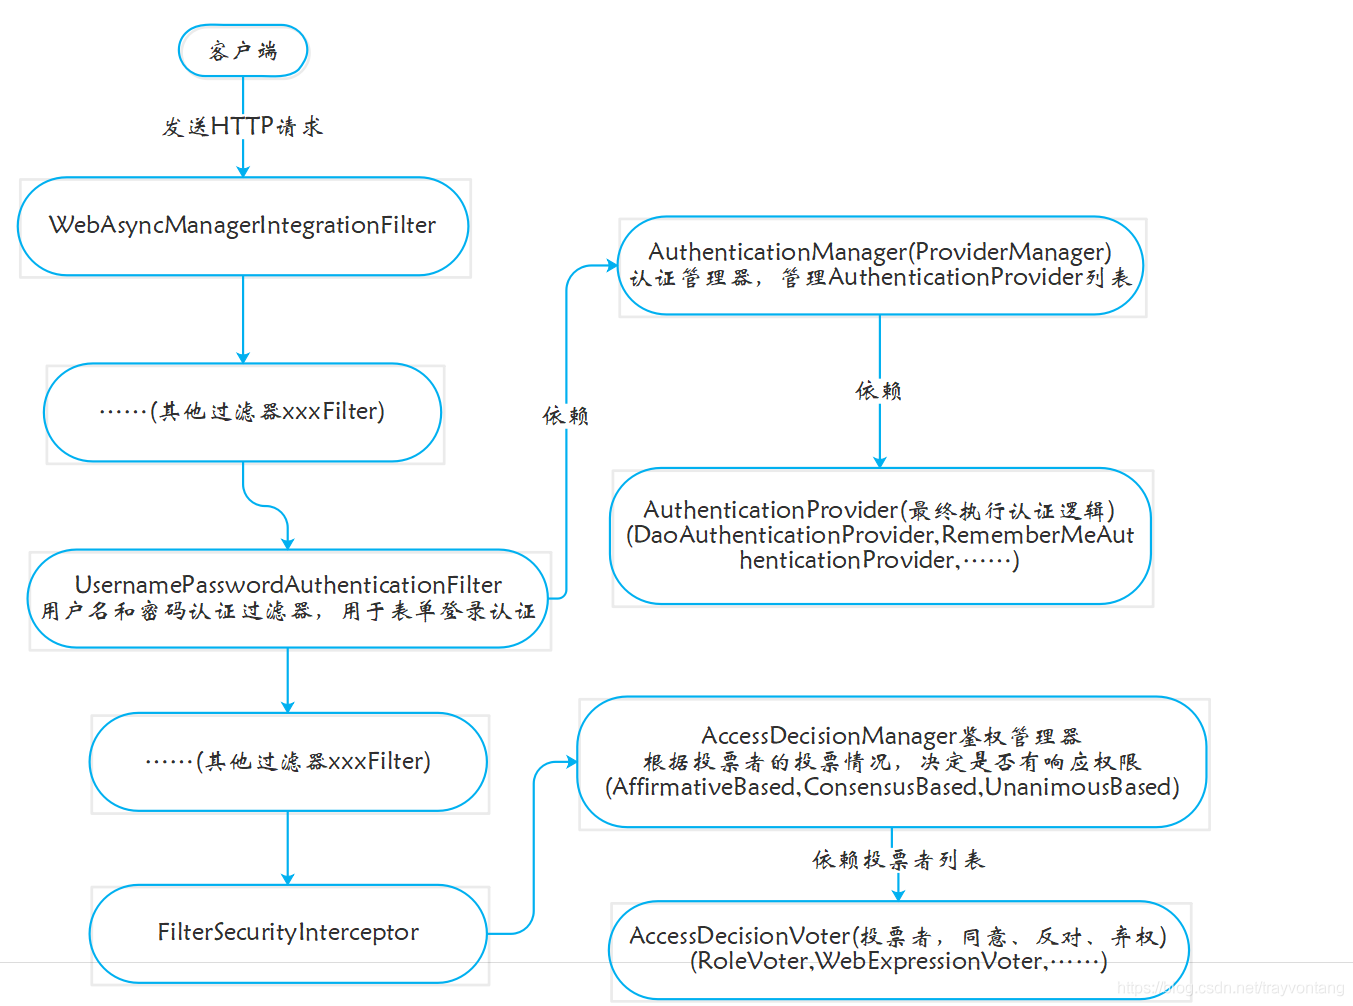 客户端
发送HTTP请求
WebAsyncManagerIntegrationFilter
……(其他过滤器xxxFilter)
依赖
UsernamePasswordAuthenticationFilter
用户名和密码认证过滤器，用于表单登录认证
……(其他过滤器xxxFilter)
FilterSecurityInterceptor
AuthenticationManager(ProviderManager)
认证管理器，管理AuthenticationProvider列表
依赖
AuthenticationProvider(最终执行认证逻辑)
(DaoAuthenticationProvider,RememberMeAut
henticationProvider,……)
AccessDecisionManager鉴权管理器
根据投票者的投票情况，决定是否有响应权限
(AffirmativeBased,ConsensusBased,UnanimousBased)
依赖投票者列表
AccessDecisionVoter(投票者，同意、反对、弃权)
(RoleVoter,WebExpressionVoter,……)
https://blog.csdn.net/trayvontang